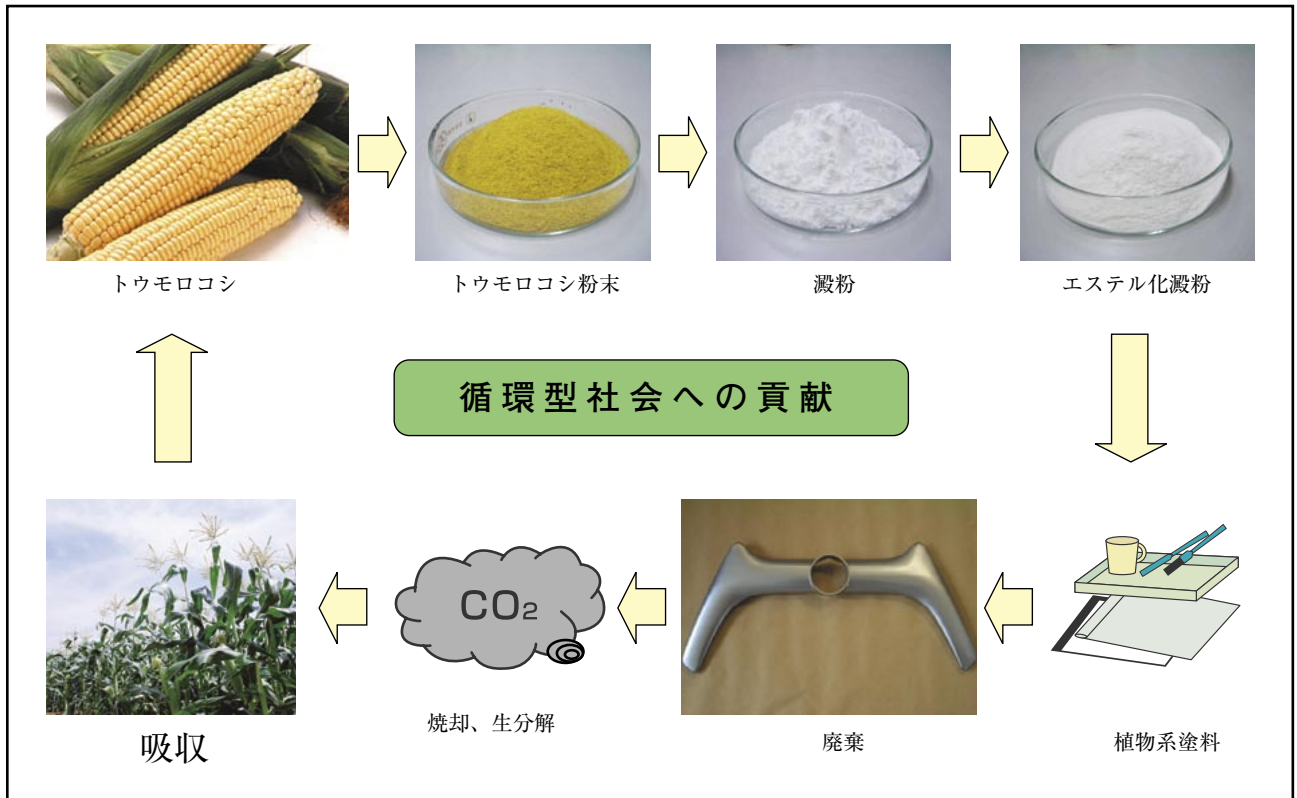 トウモロコシ
トウモロコシ粉末
澱粉
エステル化澱粉
循環型社会への貢献
CO₂
吸収
焼却、生分解
廃棄
植物系塗料